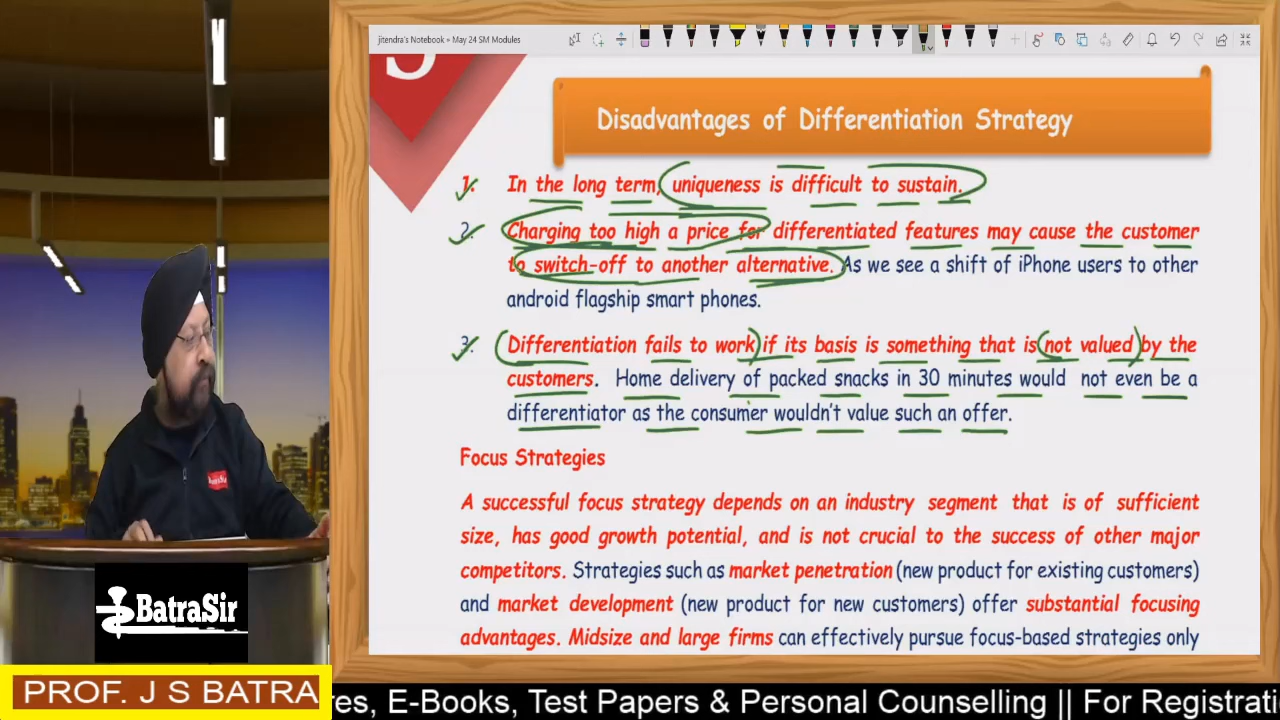 jitendra's Notebook » May 24 SM Modules
Disadvantages of Differentiation Strategy
1. In the long term, uniqueness is difficult to sustain.
2. Charging too high a price for differentiated features may cause the customer
to switch-off to another alternative. As we see a shift of iPhone users to other
android flagship smart phones.
3. Differentiation fails to work if its basis is something that is not valued by the
customers. Home delivery of packed snacks in 30 minutes would not even be a
differentiator as the consumer wouldn't value such an offer.
Focus Strategies
A successful focus strategy depends on an industry segment that is of sufficient
size, has good growth potential, and is not crucial to the success of other major
competitors. Strategies such as market penetration (new product for existing customers)
and market development (new product for new customers) offer substantial focusing
advantages. Midsize and large firms can effectively pursue focus-based strategies only
BatraSir
BatraSir
PROF. J S BATRA
res, E-Books, Test Papers & Personal Counselling || For Registrati